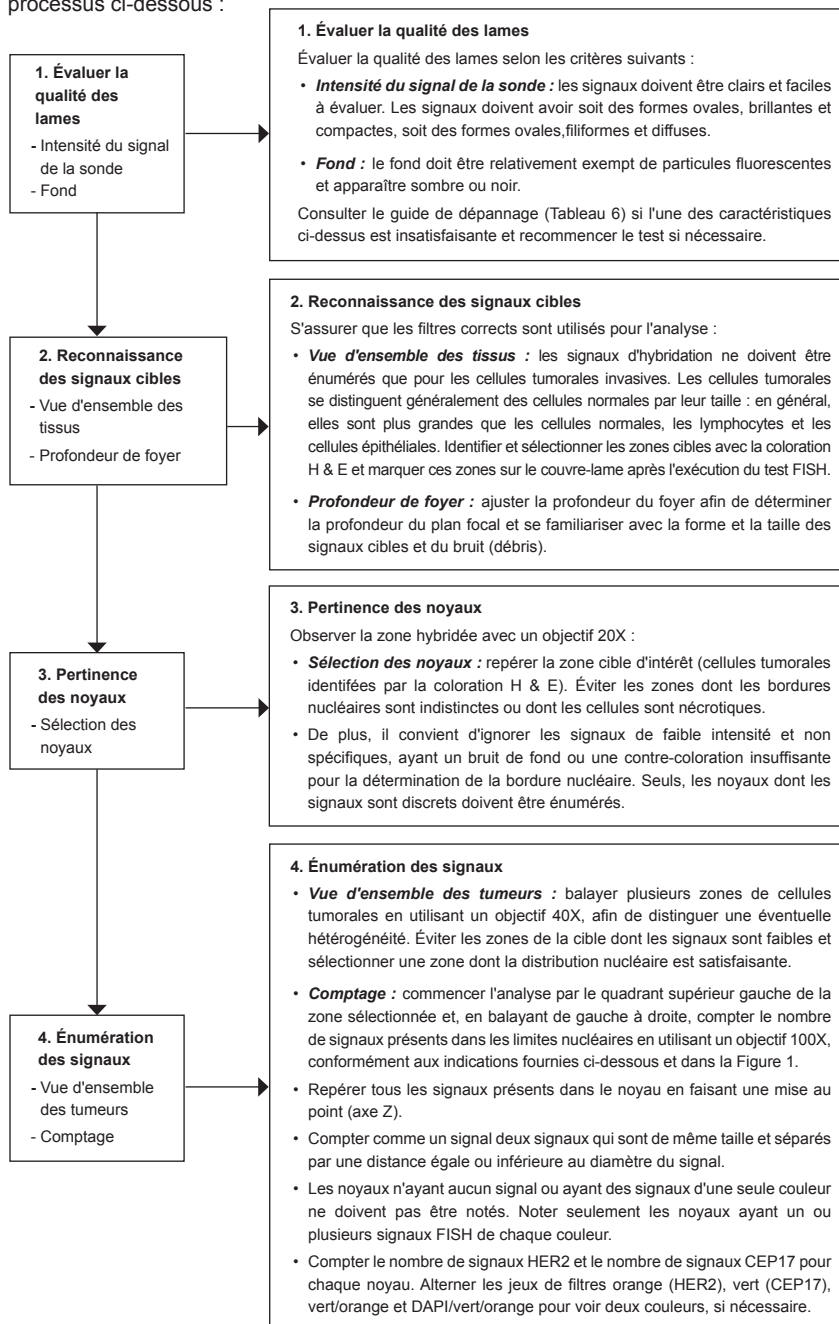 processus ci-dessous :
1. Évaluer la
qualité des
lames
- Intensité du signal
de la sonde
- Fond
1. Évaluer la qualité des lames
Évaluer la qualité des lames selon les critères suivants :
• Intensité du signal de la sonde : les signaux doivent être clairs et faciles
à évaluer. Les signaux doivent avoir soit des formes ovales, brillantes et
compactes, soit des formes ovales,filiformes et diffuses.
• Fond : le fond doit être relativement exempt de particules fluorescentes
et apparaître sombre ou noir.
Consulter le guide de dépannage (Tableau 6) si l'une des caractéristiques
ci-dessus est insatisfaisante et recommencer le test si nécessaire.
2. Reconnaissance
des signaux cibles
- Vue d'ensemble des
tissus
- Profondeur de foyer
2. Reconnaissance des signaux cibles
S'assurer que les filtres corrects sont utilisés pour l'analyse :
• Vue d'ensemble des tissus : les signaux d'hybridation ne doivent être
énumérés que pour les cellules tumorales invasives. Les cellules tumorales
se distinguent généralement des cellules normales par leur taille : en général,
elles sont plus grandes que les cellules normales, les lymphocytes et les
cellules épithéliales. Identifier et sélectionner les zones cibles avec la coloration
H & E et marquer ces zones sur le couvre-lame après l'exécution du test FISH.
• Profondeur de foyer : ajuster la profondeur du foyer afin de déterminer
la profondeur du plan focal et se familiariser avec la forme et la taille des
signaux cibles et du bruit (débris).
3. Pertinence
des noyaux
- Sélection des
noyaux
3. Pertinence des noyaux
Observer la zone hybridée avec un objectif 20X :
• Sélection des noyaux : repérer la zone cible d'intérêt (cellules tumorales
identifées par la coloration H & E). Éviter les zones dont les bordures
nucléaires sont indistinctes ou dont les cellules sont nécrotiques.
• De plus, il convient d'ignorer les signaux de faible intensité et non
spécifiques, ayant un bruit de fond ou une contre-coloration insuffisante
pour la détermination de la bordure nucléaire. Seuls, les noyaux dont les
signaux sont discrets doivent être énumérés.
4. Énumération
des signaux
- Vue d'ensemble
des tumeurs
- Comptage
4. Énumération des signaux
• Vue d'ensemble des tumeurs : balayer plusieurs zones de cellules
tumorales en utilisant un objectif 40X, afin de distinguer une éventuelle
hétérogénéité. Éviter les zones de la cible dont les signaux sont faibles et
sélectionner une zone dont la distribution nucléaire est satisfaisante.
• Comptage : commencer l'analyse par le quadrant supérieur gauche de la
zone sélectionnée et, en balayant de gauche à droite, compter le nombre
de signaux présents dans les limites nucléaires en utilisant un objectif 100X,
conformément aux indications fournies ci-dessous et dans la Figure 1.
• Repérer tous les signaux présents dans le noyau en faisant une mise au
point (axe Z).
• Compter comme un signal deux signaux qui sont de même taille et séparés
par une distance égale ou inférieure au diamètre du signal.
• Les noyaux n'ayant aucun signal ou ayant des signaux d'une seule couleur
ne doivent pas être notés. Noter seulement les noyaux ayant un ou
plusieurs signaux FISH de chaque couleur.
• Compter le nombre de signaux HER2 et le nombre de signaux CEP17 pour
chaque noyau. Alterner les jeux de filtres orange (HER2), vert (CEP17),
vert/orange et DAPI/vert/orange pour voir deux couleurs, si nécessaire.